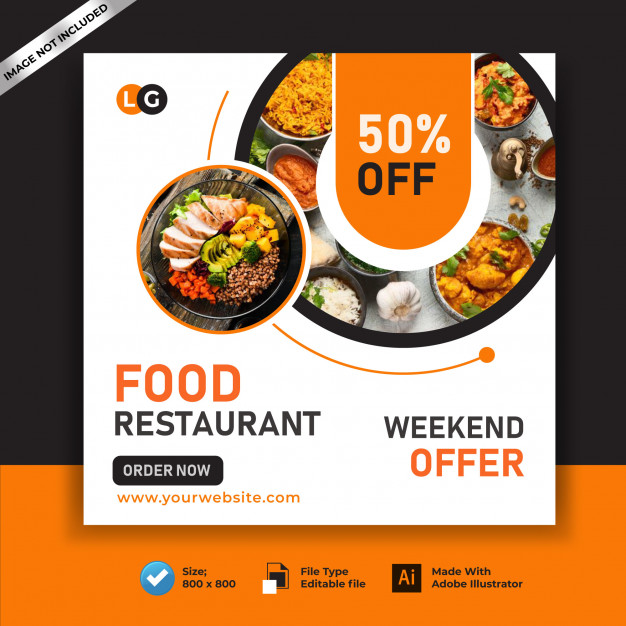 IMAGE NOT INCLUDED
LG
50%
OFF
FOOD
RESTAURANT
ORDER NOW
www.yourwebsite.com
WEEKEND
OFFER
Size;
800 x 800
File Type
Editable file
Ai
Made With
Adobe Illustrator